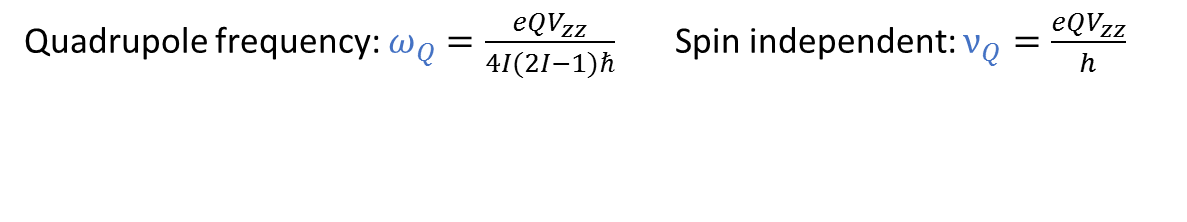 Quadrupole frequency: ω_Q = eQV_ZZ / 4I(2I−1)ℏ Spin independent: ν_Q = eQV_ZZ / h